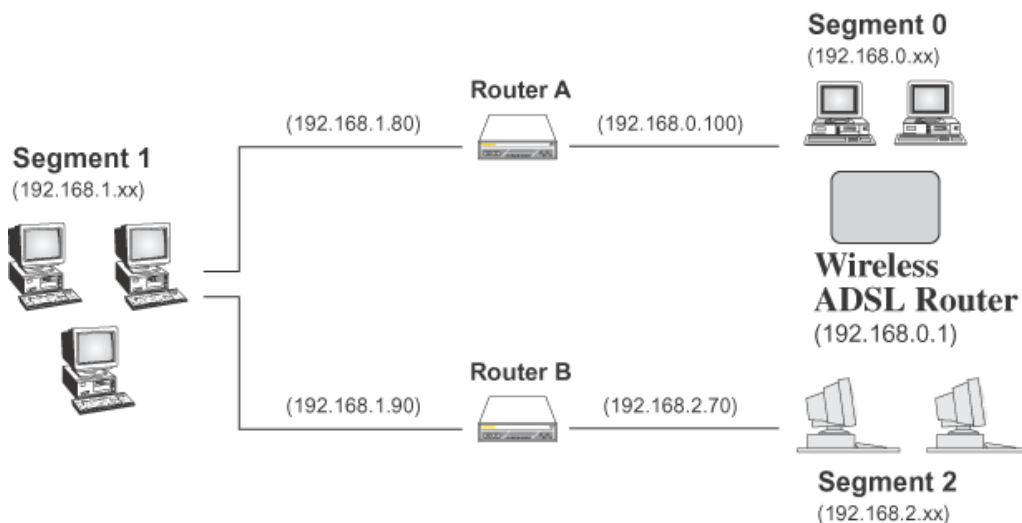 Segment 0
(192.168.0.xx)
Router A
(192.168.1.80)
(192.168.0.100)
Segment 1
(192.168.1.xx)
Wireless
ADSL Router
(192.168.0.1)
Router B
(192.168.1.90)
(192.168.2.70)
Segment 2
(192.168.2.xx)